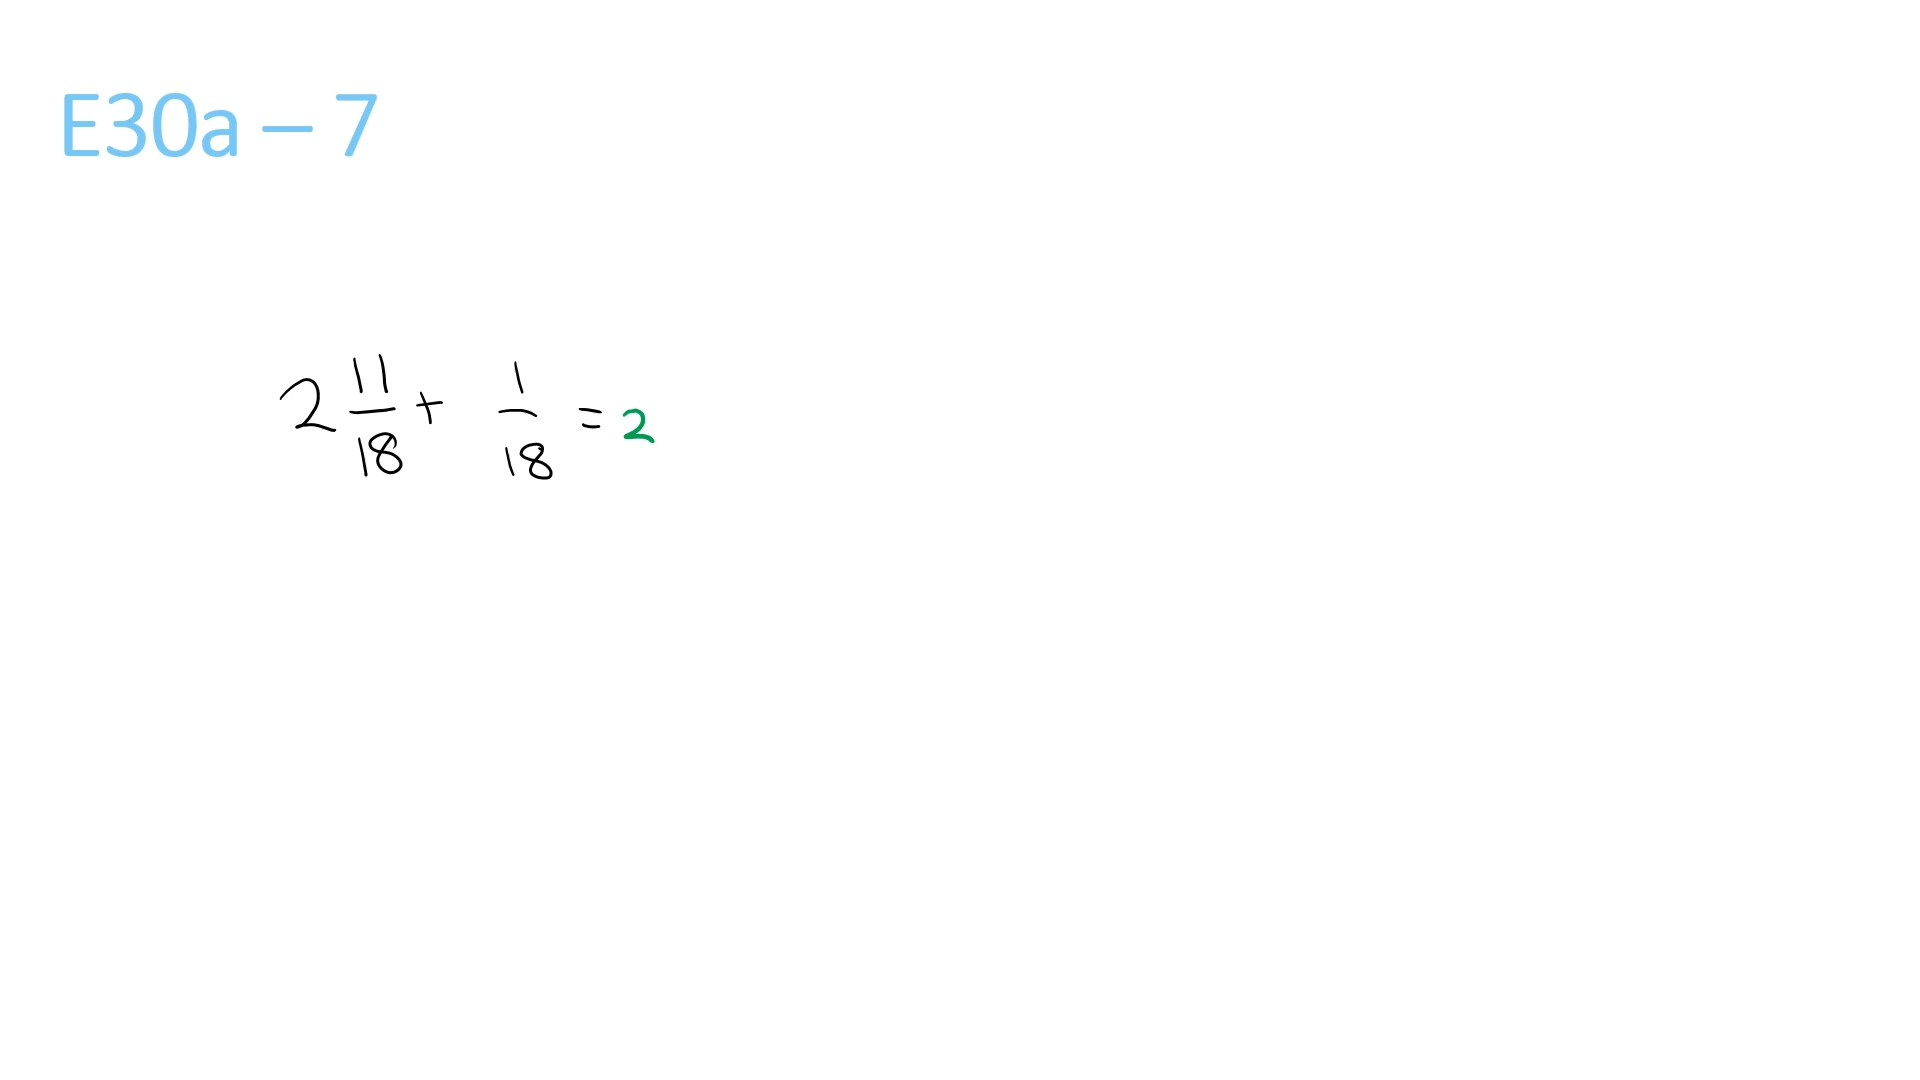 E30a – 7
2 11/18 + 1/18 = 2